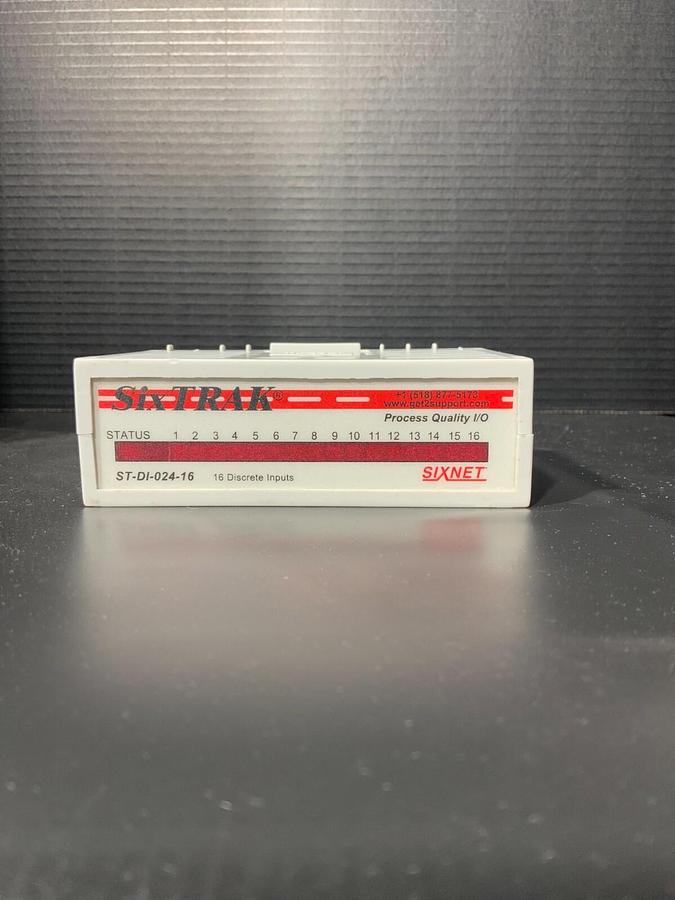 SixTRAK®
+1 (518) 877-5173
www.get2support.com
Process Quality I/O
STATUS 1 2 3 4 5 6 7 8 9 10 11 12 13 14 15 16
ST-DI-024-16 16 Discrete Inputs
SIXNET